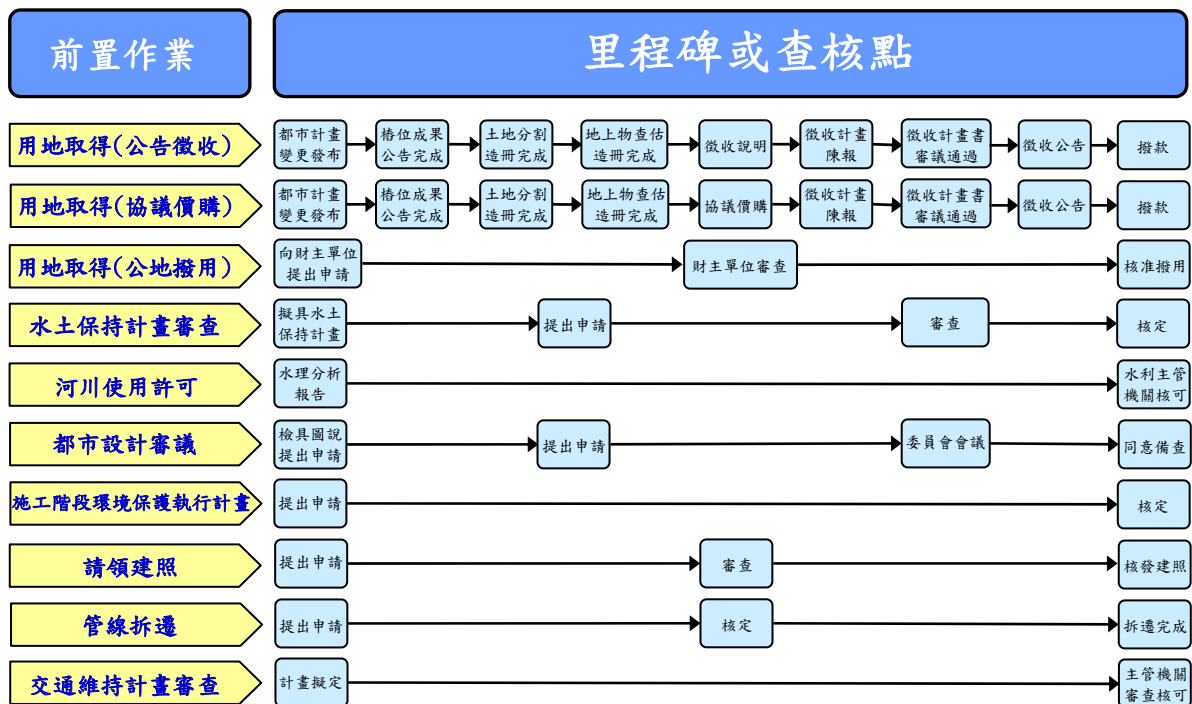 前置作業
里程碑或查核點
用地取得(公告徵收)
都市計畫
變更發布
樁位成果
公告完成
土地分割
造冊完成
地上物查估
造冊完成
徵收說明
徵收計畫
陳報
徵收計畫書
審議通過
徵收公告
撥款
用地取得(協議價購)
都市計畫
變更發布
樁位成果
公告完成
土地分割
造冊完成
地上物查估
造冊完成
協議價購
徵收計畫
陳報
徵收計畫書
審議通過
徵收公告
撥款
用地取得(公地撥用)
向財主單位
提出申請
財主單位審查
核准撥用
水土保持計畫審查
擬具水土
保持計畫
提出申請
審查
核定
河川使用許可
水理分析
報告
水利主管
機關核可
都市設計審議
檢具圖說
提出申請
提出申請
委員會會議
同意備查
施工階段環境保護執行計畫
提出申請
核定
請領建照
提出申請
審查
核發建照
管線拆遷
提出申請
核定
拆遷完成
交通維持計畫審查
計畫擬定
主管機關
審查核可